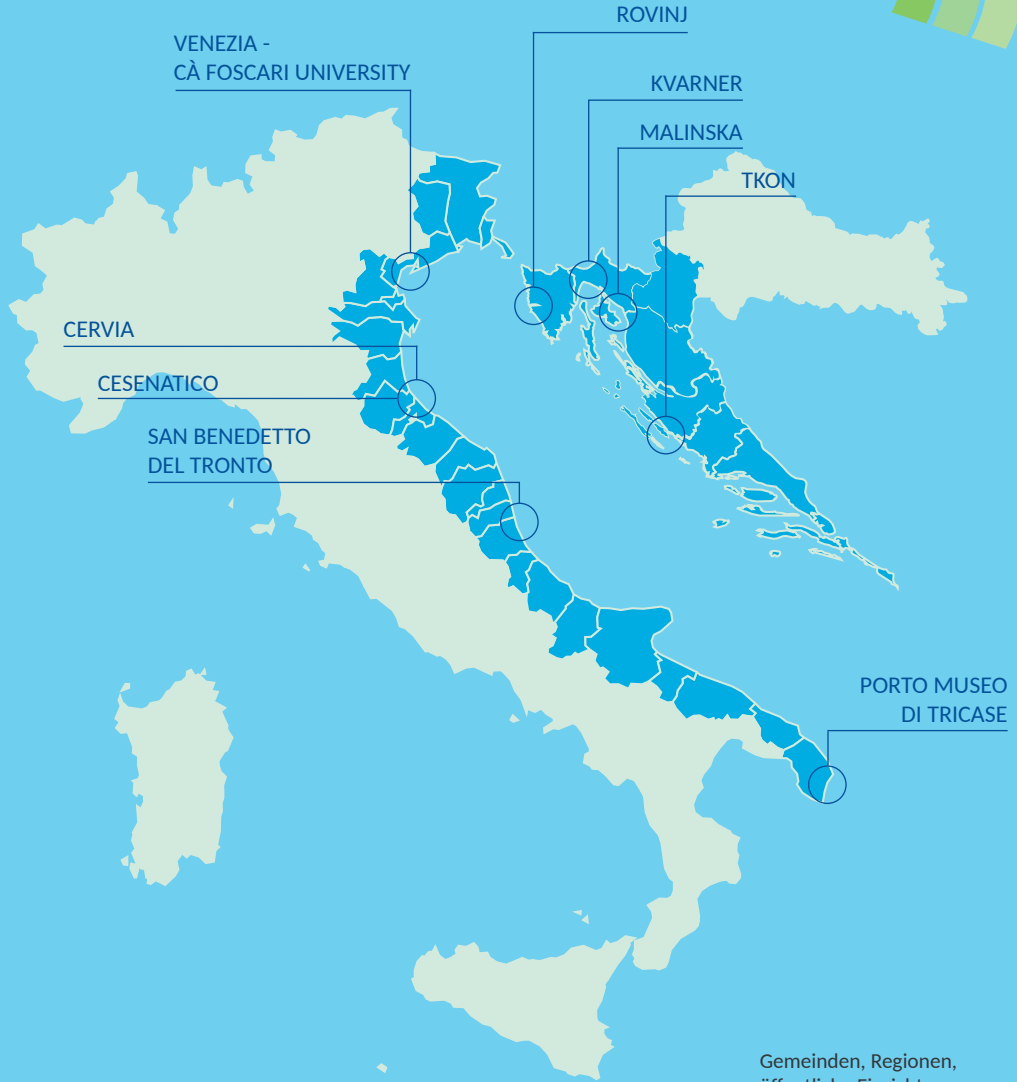 ROVINJ
VENEZIA -
CÀ FOSCARI UNIVERSITY
KVARNER
MALINSKA
TKON
CERVIA
CESENATICO
SAN BENEDETTO
DEL TRONTO
PORTO MUSEO
DI TRICASE
Gemeinden, Regionen,